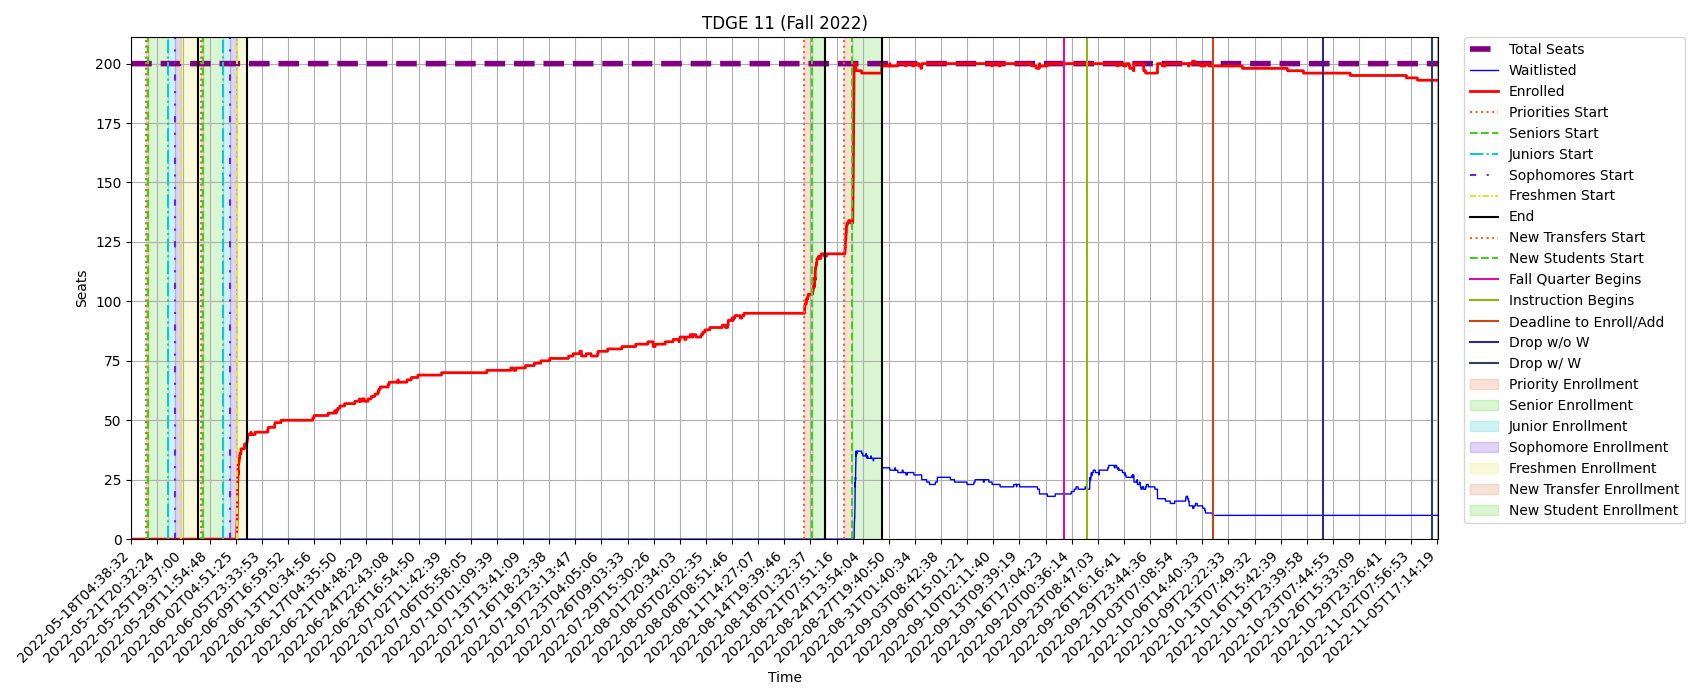 TDGE 11 (Fall 2022)
Seats
200
175
150
125
100
75
50
25
0
2022-05-18T04:38:32
2022-05-21T20:32:24
2022-05-25T19:37:00
2022-05-29T11:54:48
2022-06-02T04:51:25
2022-06-05T23:33:53
2022-06-09T16:59:52
2022-06-13T10:34:56
2022-06-17T04:35:50
2022-06-21T04:48:29
2022-06-24T22:43:08
2022-06-28T16:54:50
2022-07-02T11:42:39
2022-07-06T05:58:05
2022-07-10T01:09:39
2022-07-13T13:41:09
2022-07-16T18:23:38
2022-07-19T23:13:47
2022-07-23T04:05:06
2022-07-26T09:03:33
2022-07-29T15:30:26
2022-08-01T20:34:03
2022-08-05T02:02:35
2022-08-08T08:51:46
2022-08-11T14:27:07
2022-08-14T19:39:46
2022-08-18T01:32:37
2022-08-21T07:51:16
2022-08-24T13:54:04
2022-08-27T19:40:50
2022-08-31T01:40:34
2022-09-03T08:42:38
2022-09-06T15:01:21
2022-09-10T02:11:40
2022-09-13T09:39:19
2022-09-16T17:04:23
2022-09-20T00:36:14
2022-09-23T08:47:03
2022-09-26T16:16:41
2022-09-29T23:44:36
2022-10-03T07:08:54
2022-10-06T14:40:33
2022-10-09T22:22:33
2022-10-13T07:49:32
2022-10-16T15:42:39
2022-10-19T23:39:58
2022-10-23T07:44:55
2022-10-26T15:33:09
2022-10-29T23:26:41
2022-11-02T07:56:53
2022-11-05T17:14:19
Time
Total Seats
Waitlisted
Enrolled
Priorities Start
Seniors Start
Juniors Start
Sophomores Start
Freshmen Start
End
New Transfers Start
New Students Start
Fall Quarter Begins
Instruction Begins
Deadline to Enroll/Add
Drop w/o W
Drop w/ W
Priority Enrollment
Senior Enrollment
Junior Enrollment
Sophomore Enrollment
Freshmen Enrollment
New Transfer Enrollment
New Student Enrollment